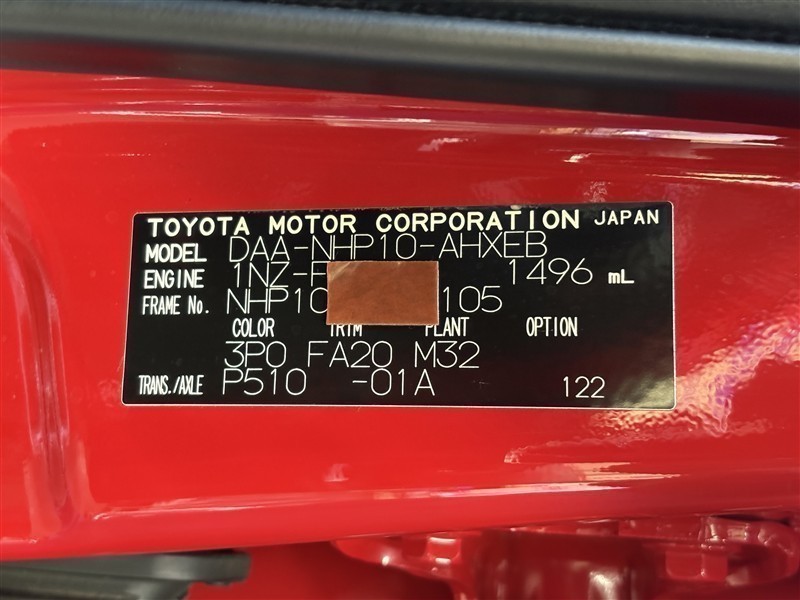 TOYOTA MOTOR CORPORATION JAPAN
MODEL DAA-NHP10-AHXEB
ENGINE 1NZ-F 1496 mL
FRAME No. NHP10 105
COLOR TRIM PLANT OPTION
3P0 FA20 M32
TRANS./AXLE P510 -01A 122